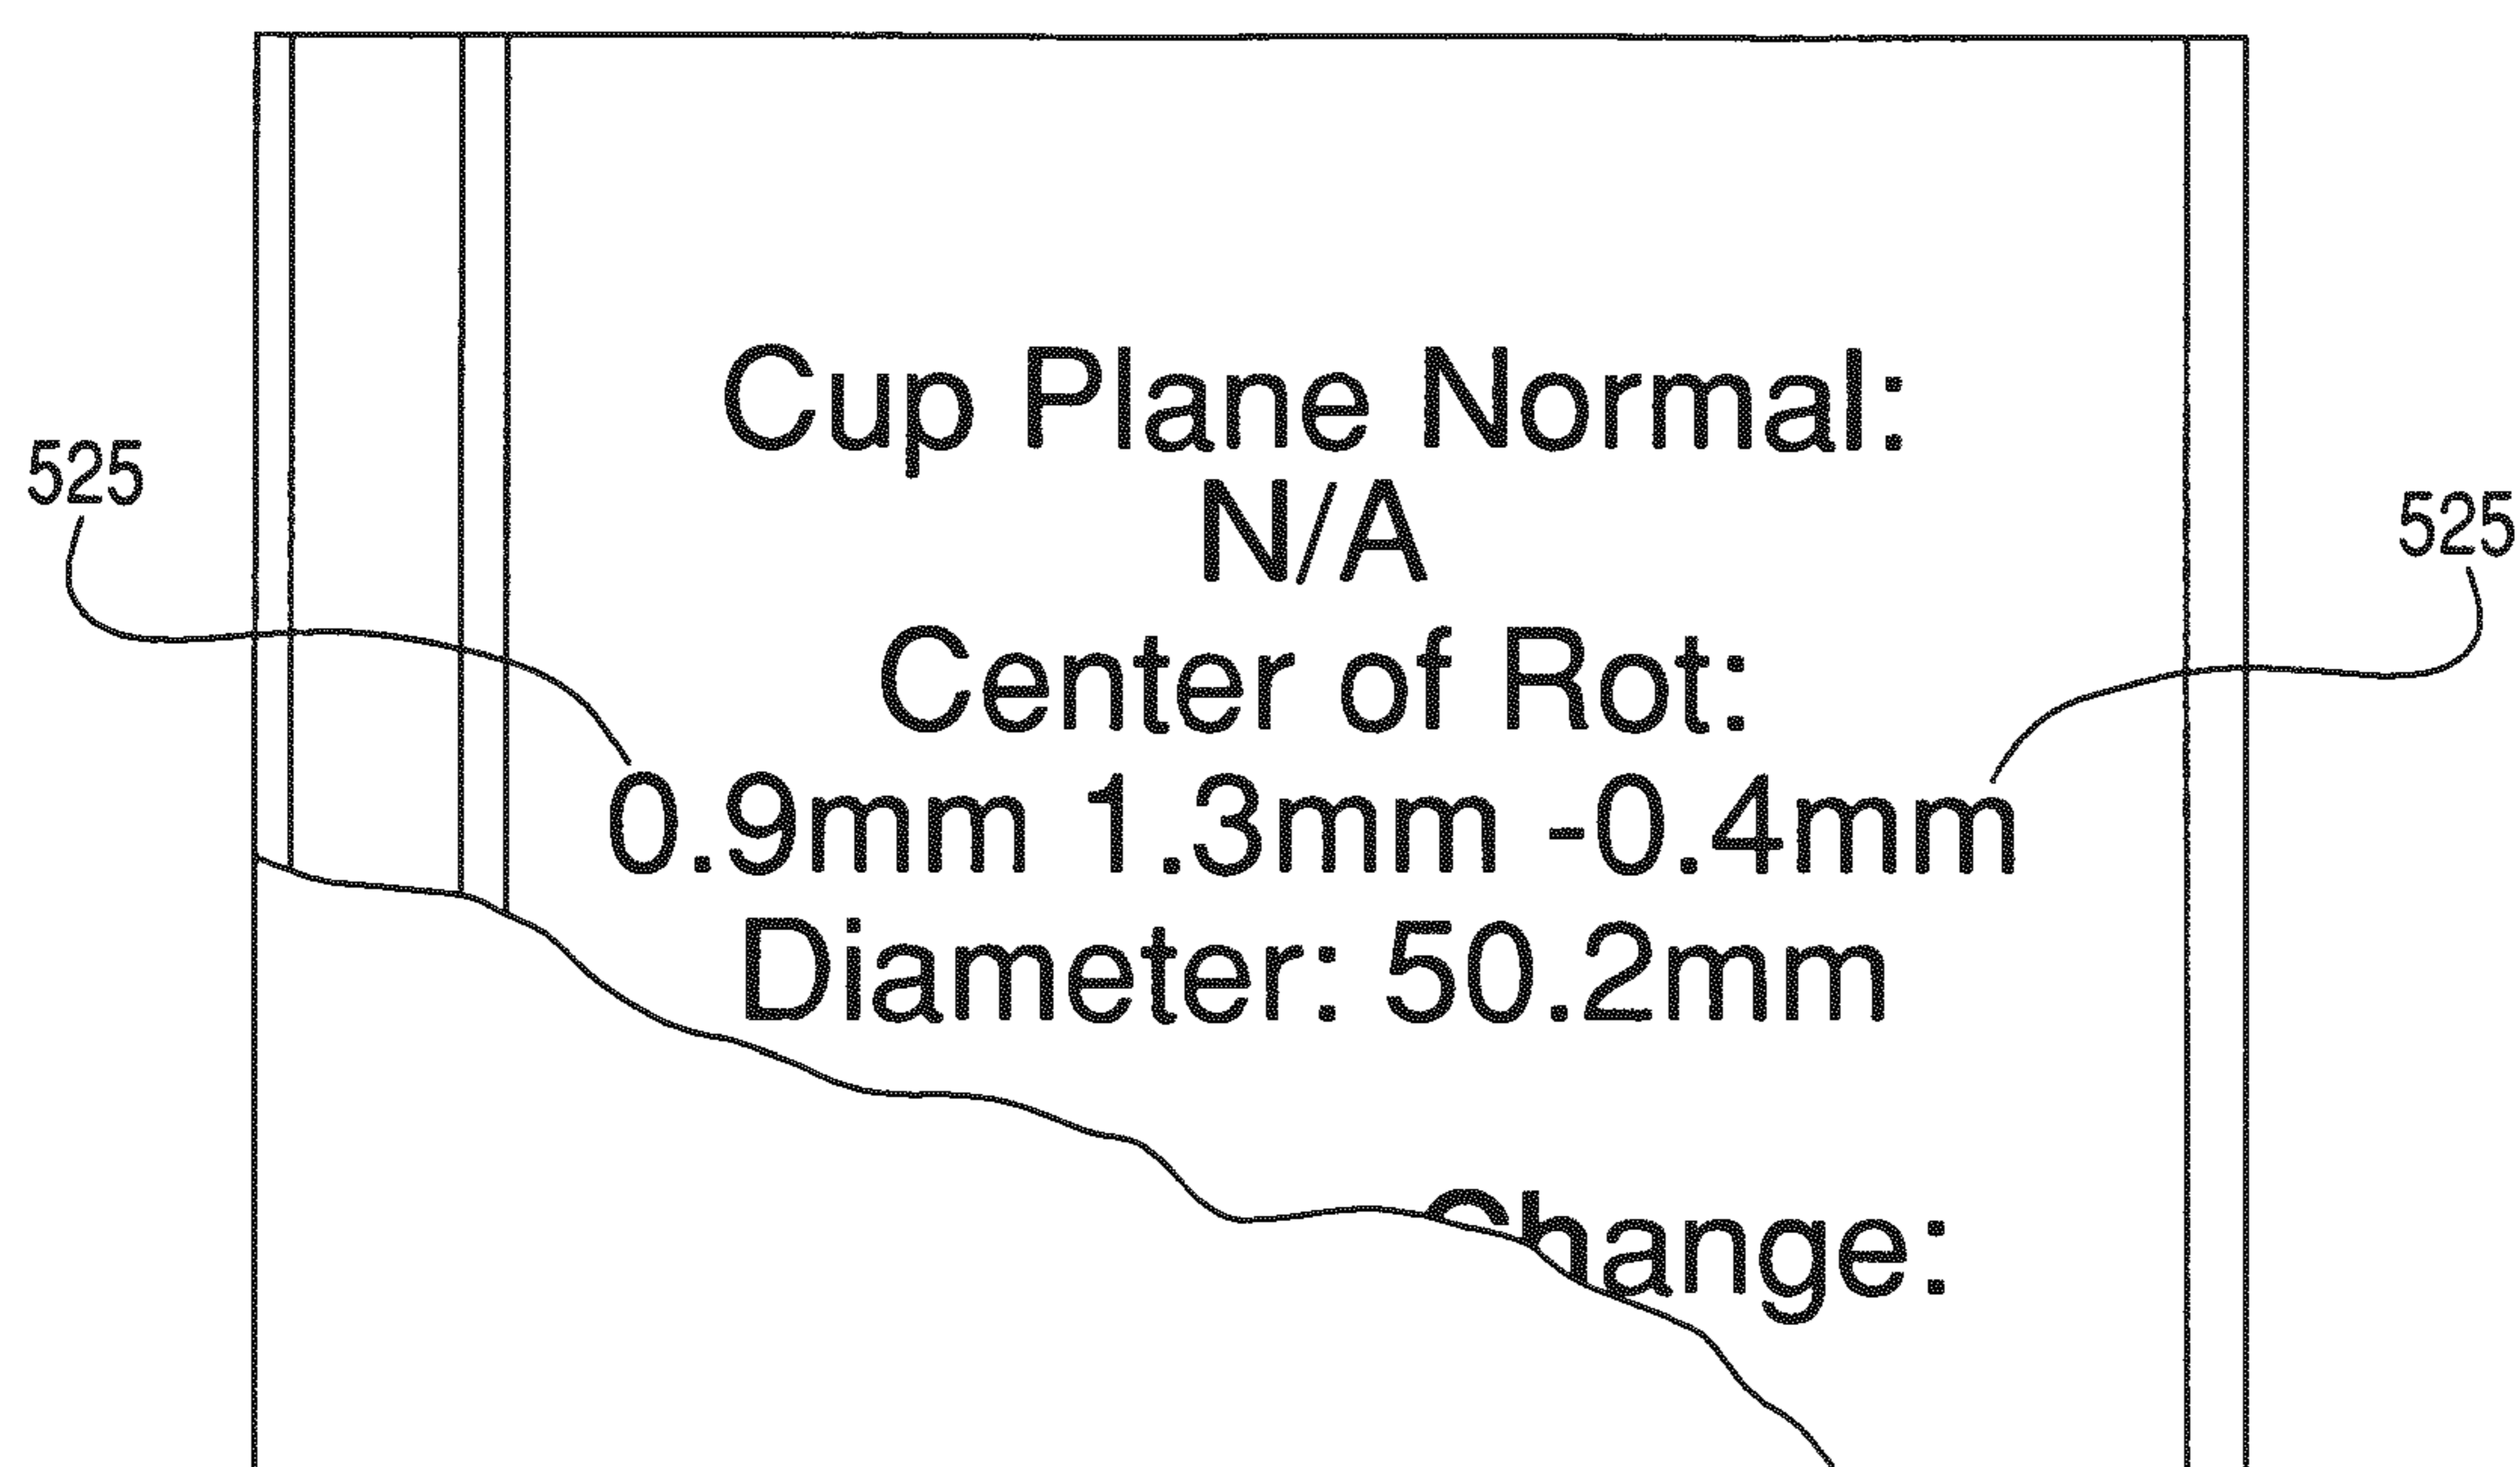 Cup Plane Normal:
525
N/A
525
Center of Rot:
0.9mm 1.3mm -0.4mm
Diameter: 50.2mm
Change: